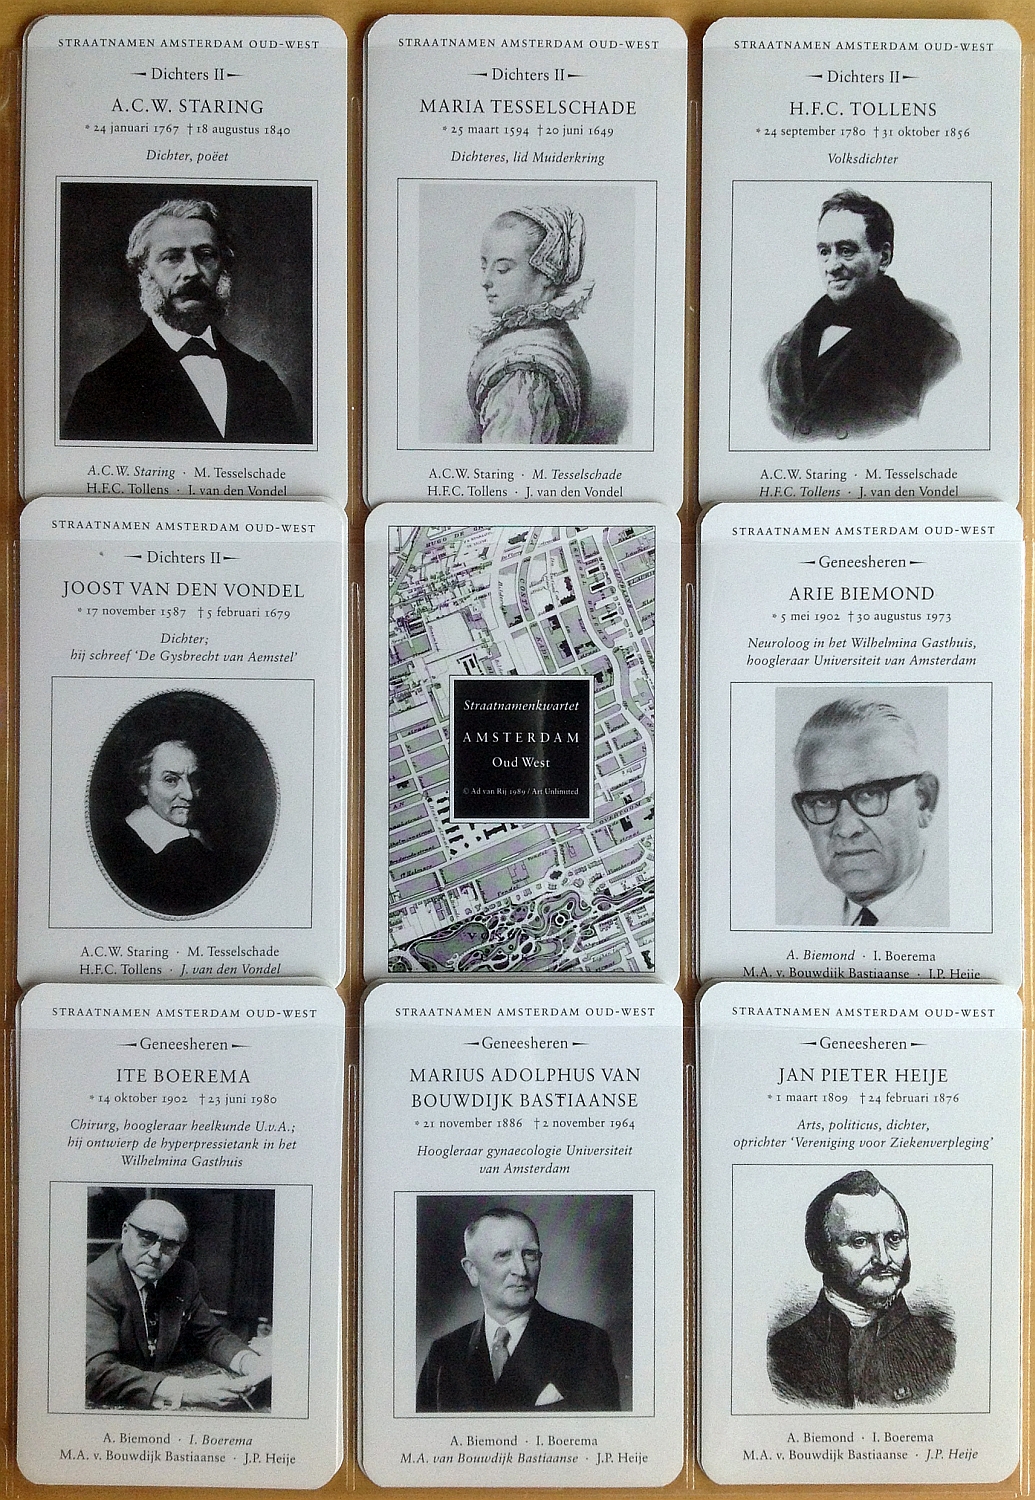 STRAATNAMEN AMSTERDAM OUD-WEST
Dichters II
A.C.W. STARING
* 24 januari 1767 † 18 augustus 1840
Dichter, poëet
A.C.W. Staring · M. Tesselschade
H.F.C. Tollens · J. van den Vondel
STRAATNAMEN AMSTERDAM OUD-WEST
Dichters II
MARIA TESSELSCHADE
* 25 maart 1594 † 20 juni 1649
Dichteres, lid Muiderkring
A.C.W. Staring · M. Tesselschade
H.F.C. Tollens · J. van den Vondel
STRAATNAMEN AMSTERDAM OUD-WEST
Dichters II
H.F.C. TOLLENS
* 24 september 1780 † 31 oktober 1856
Volksdichter
A.C.W. Staring · M. Tesselschade
H.F.C. Tollens · J. van den Vondel
STRAATNAMEN AMSTERDAM OUD-WEST
Dichters II
JOOST VAN DEN VONDEL
* 17 november 1587 † 5 februari 1679
Dichter;
hij schreef 'De Gysbrecht van Aemstel'
A.C.W. Staring · M. Tesselschade
H.F.C. Tollens · J. van den Vondel
Straatnamenkwartet
AMSTERDAM
Oud West
© Ad van Rij 1989 / Art Unlimited
OVERTOOM
STRAATNAMEN AMSTERDAM OUD-WEST
Geneesheren
ARIE BIEMOND
* 5 mei 1902 † 30 augustus 1973
Neuroloog in het Wilhelmina Gasthuis,
hoogleraar Universiteit van Amsterdam
A. Biemond · I. Boerema
M.A. v. Bouwdijk Bastiaanse · J.P. Heije
STRAATNAMEN AMSTERDAM OUD-WEST
Geneesheren
ITE BOEREMA
* 14 oktober 1902 † 23 juni 1980
Chirurg, hoogleraar heelkunde U.v.A.;
hij ontwierp de hyperpressietank in het
Wilhelmina Gasthuis
A. Biemond · I. Boerema
M.A. v. Bouwdijk Bastiaanse · J.P. Heije
STRAATNAMEN AMSTERDAM OUD-WEST
Geneesheren
MARIUS ADOLPHUS VAN
BOUWDIJK BASTIAANSE
* 21 november 1886 † 2 november 1964
Hoogleraar gynaecologie Universiteit
van Amsterdam
A. Biemond · I. Boerema
M.A. van Bouwdijk Bastiaanse · J.P. Heije
STRAATNAMEN AMSTERDAM OUD-WEST
Geneesheren
JAN PIETER HEIJE
* 1 maart 1809 † 24 februari 1876
Arts, politicus, dichter,
oprichter 'Vereniging voor Ziekenverpleging'
A. Biemond · I. Boerema
M.A. v. Bouwdijk Bastiaanse · J.P. Heije